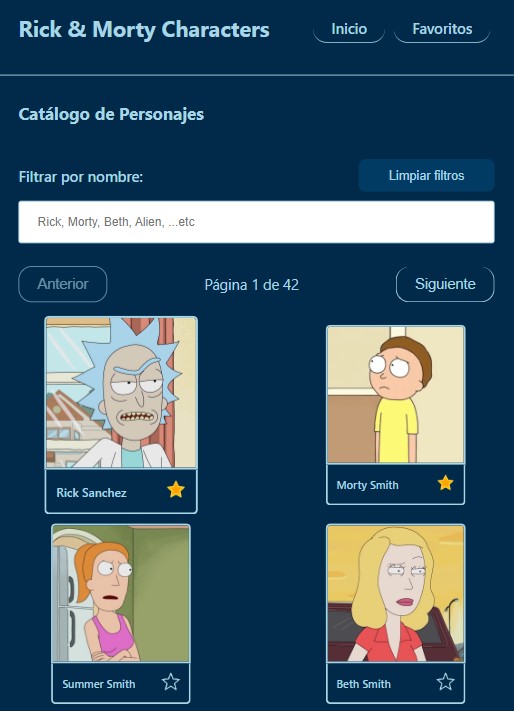 Rick & Morty Characters
Inicio
Favoritos
Catálogo de Personajes
Filtrar por nombre:
Limpiar filtros
Rick, Morty, Beth, Alien, ...etc
Anterior
Página 1 de 42
Siguiente
Rick Sanchez
Morty Smith
Summer Smith
Beth Smith